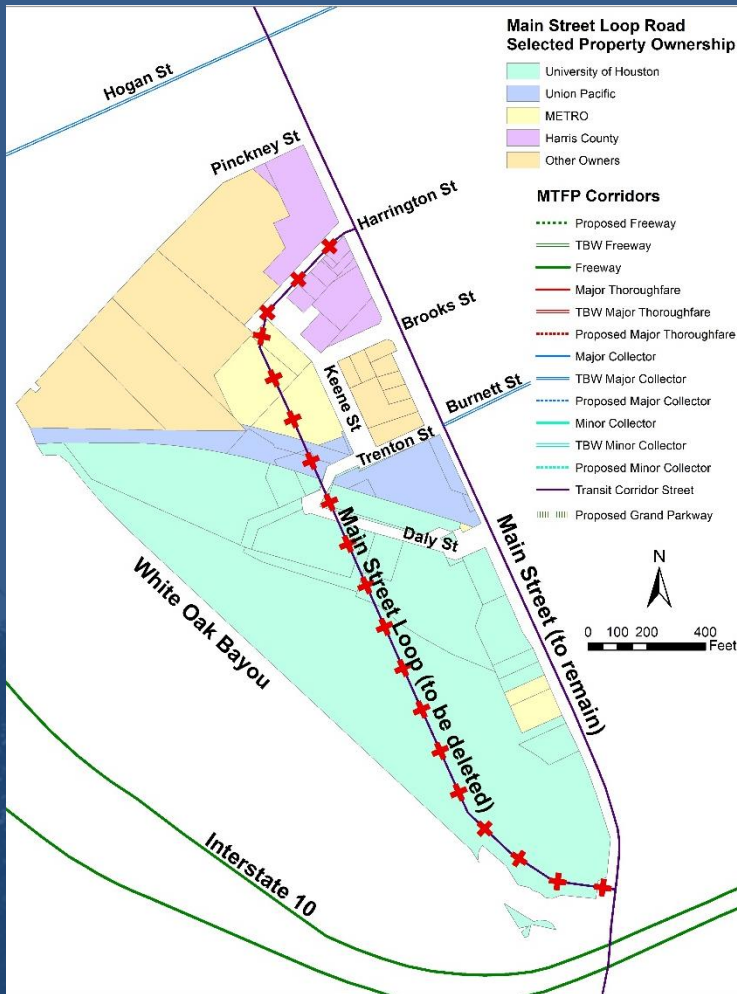 Main Street Loop Road
Selected Property Ownership
University of Houston
Union Pacific
METRO
Harris County
Other Owners
MTFP Corridors
Proposed Freeway
TBW Freeway
Freeway
Major Thoroughfare
TBW Major Thoroughfare
Proposed Major Thoroughfare
Major Collector
TBW Major Collector
Proposed Major Collector
Minor Collector
TBW Minor Collector
Proposed Minor Collector
Transit Corridor Street
Proposed Grand Parkway
Hogan St
Pinckney St
Harrington St
Brooks St
Keene St
Burnett St
Trenton St
Daly St
Main Street Loop (to be deleted)
Main Street (to remain)
White Oak Bayou
Interstate 10
N
0 100 200 400
Feet